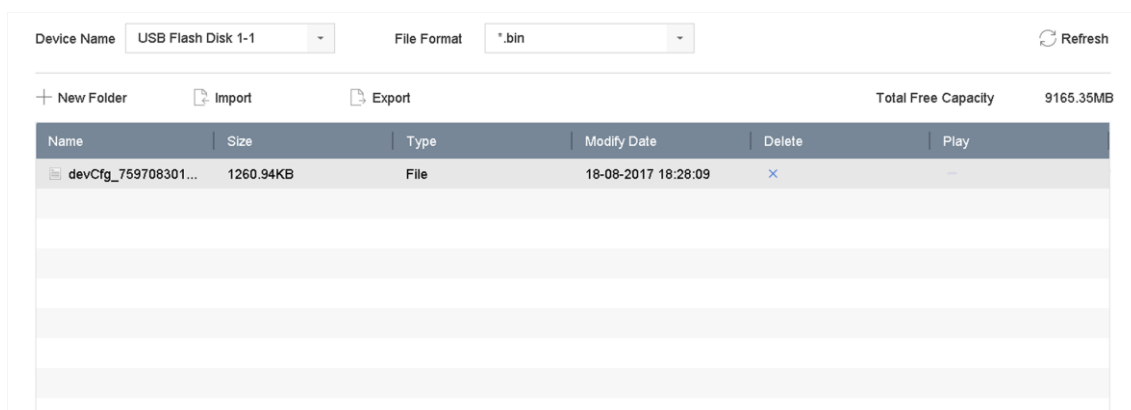 Device Name USB Flash Disk 1-1 File Format *.bin Refresh
New Folder Import Export Total Free Capacity 9165.35MB
Name Size Type Modify Date Delete Play
devCfg_759708301... 1260.94KB File 18-08-2017 18:28:09